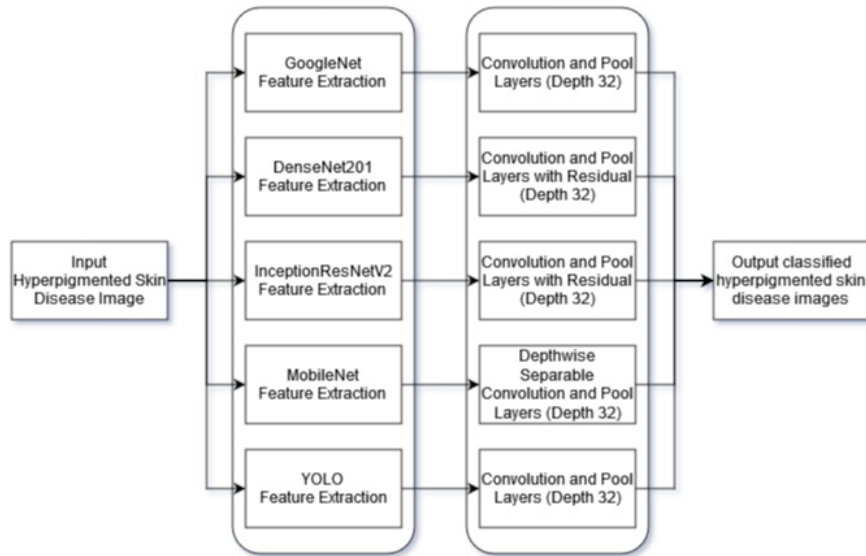 GoogleNet
Feature Extraction
Convolution and Pool
Layers (Depth 32)
DenseNet201
Feature Extraction
Convolution and Pool
Layers with Residual
(Depth 32)
Input
Hyperpigmented Skin
Disease Image
InceptionResNetV2
Feature Extraction
Convolution and Pool
Layers with Residual
(Depth 32)
Output classified
hyperpigmented skin
disease images
MobileNet
Feature Extraction
Depthwise
Separable
Convolution and Pool
Layers (Depth 32)
YOLO
Feature Extraction
Convolution and Pool
Layers (Depth 32)